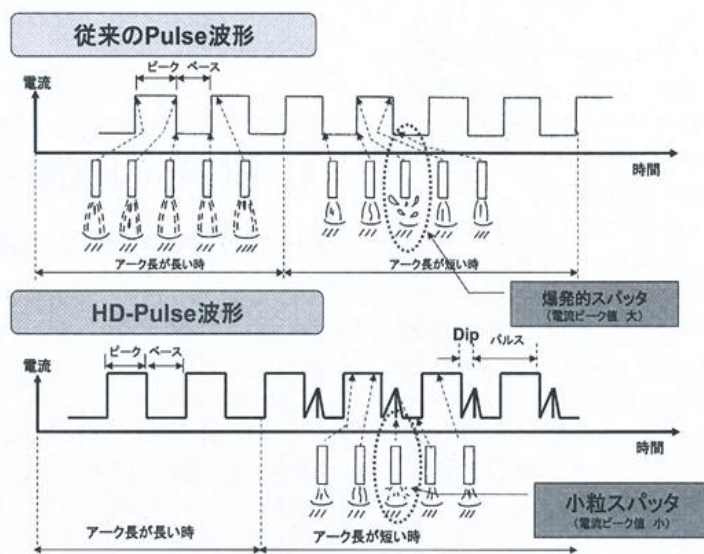 従来のPulse波形
ピーク ベース
電流
時間
アーク長が長い時
アーク長が短い時
爆発的スパッタ
(電流ピーク値 大)
HD-Pulse波形
Dip パルス
ピーク ベース
電流
時間
小粒スパッタ
(電流ピーク値 小)
アーク長が長い時
アーク長が短い時